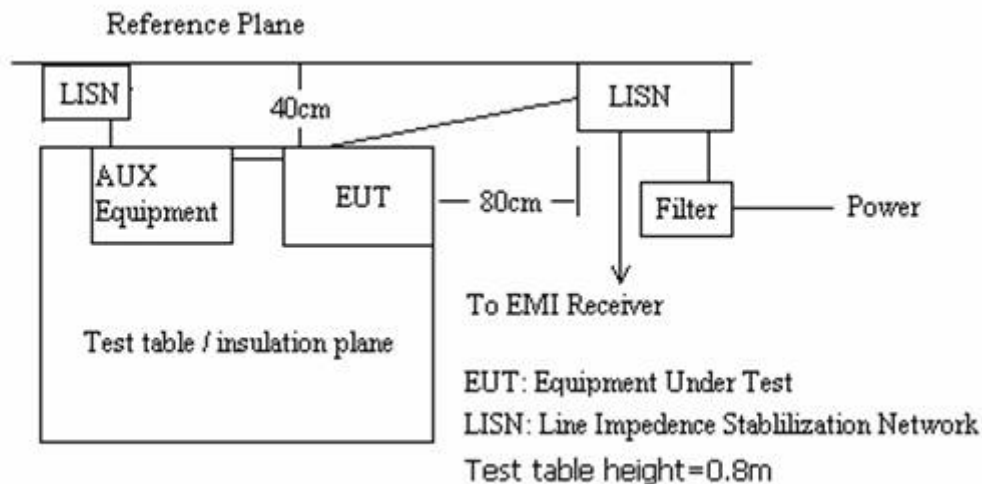 Reference Plane
LISN
40cm
LISN
AUX
Equipment
EUT
80cm
Filter
Power
To EMI Receiver
Test table / insulation plane
EUT: Equipment Under Test
LISN: Line Impedence Stablilization Network
Test table height=0.8m